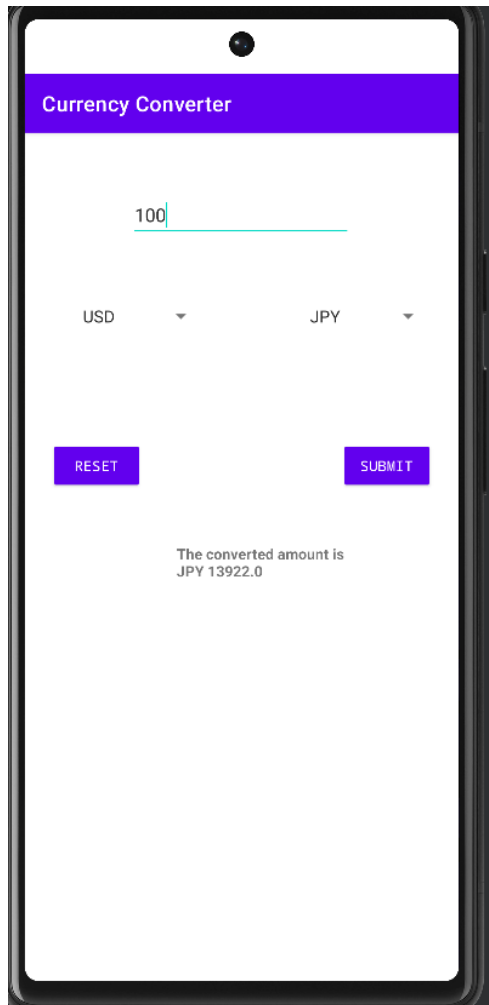 Currency Converter
100
USD JPY
RESET SUBMIT
The converted amount is
JPY 13922.0